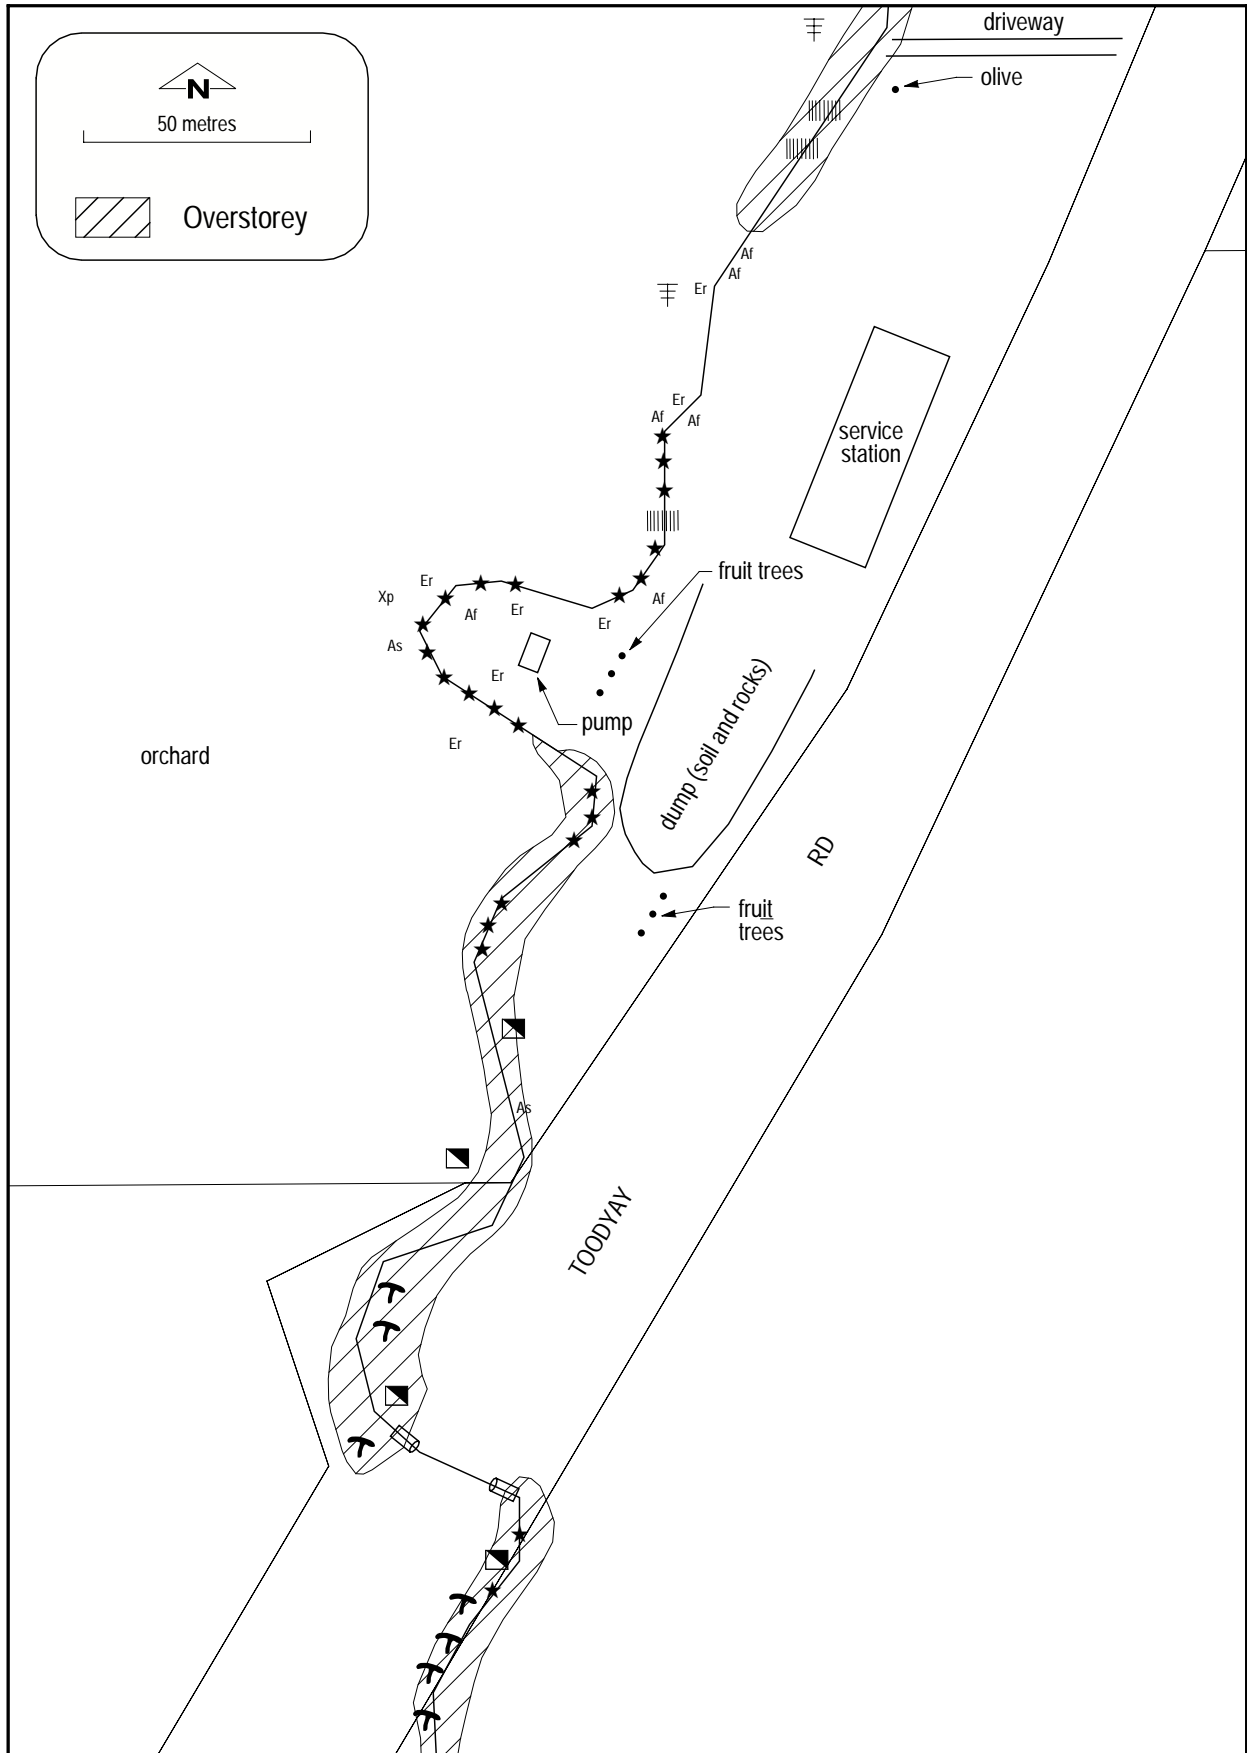 driveway
N
50 metres
olive
Overstorey
Af
Af
Er
Er
Af
Af
service
station
fruit trees
Er
Xp
Af
Er
Af
Er
As
Er
pump
Er
orchard
dump (soil and rocks)
RD
fruit
trees
As
TOODYAY